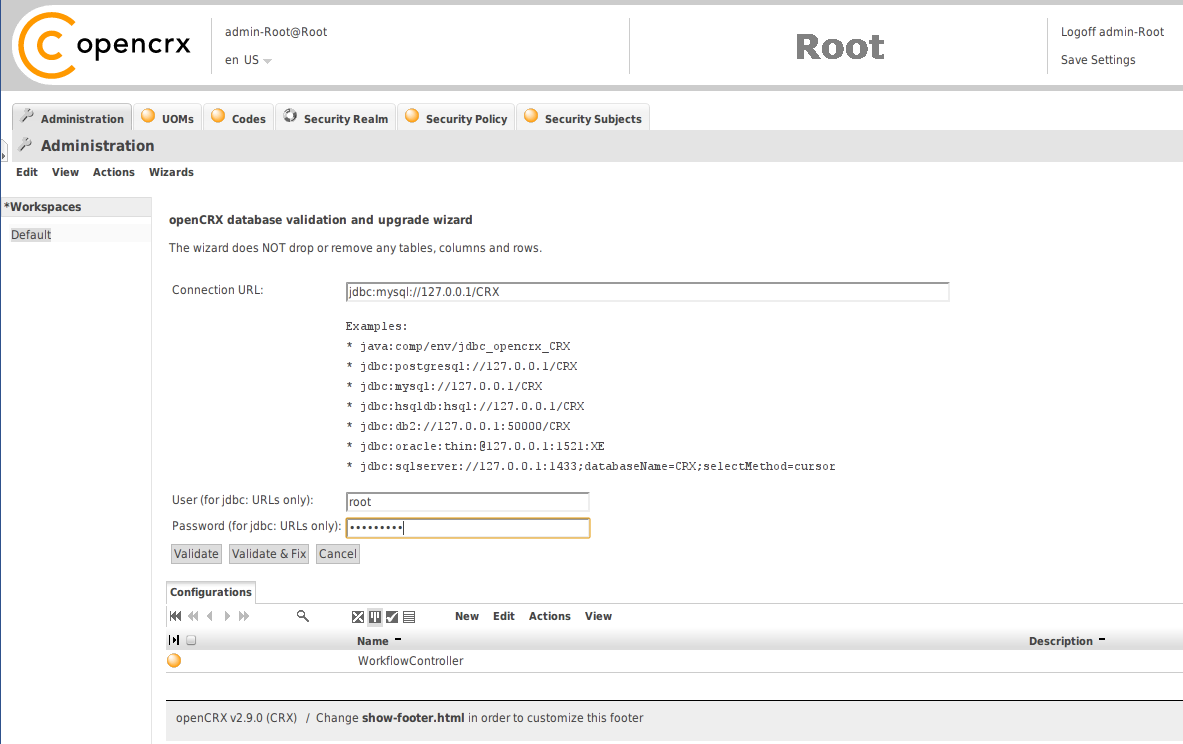 opencrx
admin-Root@Root
en US
Root
Logoff admin-Root
Save Settings
Administration UOMs Codes Security Realm Security Policy Security Subjects
Administration
Edit View Actions Wizards
*Workspaces
Default
openCRX database validation and upgrade wizard
The wizard does NOT drop or remove any tables, columns and rows.
Connection URL: jdbc:mysql://127.0.0.1/CRX
Examples:
* java:comp/env/jdbc_opencrx_CRX
* jdbc:postgresql://127.0.0.1/CRX
* jdbc:mysql://127.0.0.1/CRX
* jdbc:hsqldb:hsql://127.0.0.1/CRX
* jdbc:db2://127.0.0.1:50000/CRX
* jdbc:oracle:thin:@127.0.0.1:1521:XE
* jdbc:sqlserver://127.0.0.1:1433;databaseName=CRX;selectMethod=cursor
User (for jdbc: URLs only): root
Password (for jdbc: URLs only): •••••••••
Validate Validate & Fix Cancel
Configurations
New Edit Actions View
Name Description
WorkflowController
openCRX v2.9.0 (CRX) / Change show-footer.html in order to customize this footer